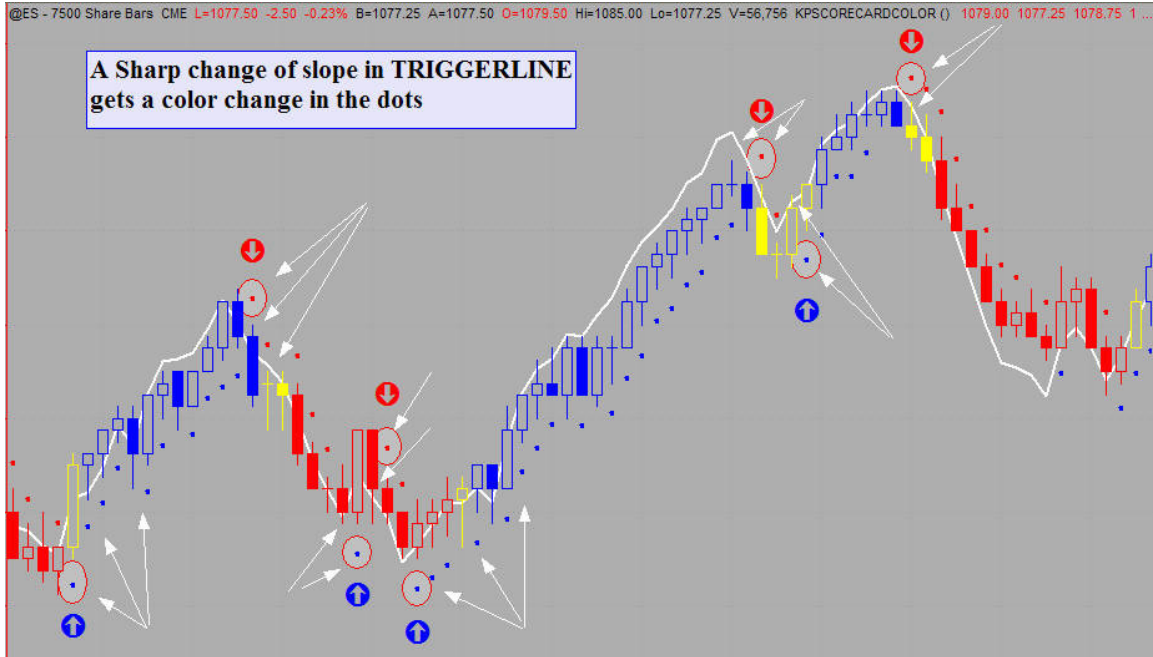 @ES - 7500 Share Bars CME L=1077.50 -2.50 -0.23% B=1077.25 A=1077.50 O=1079.50 Hi=1085.00 Lo=1077.25 V=56,756 KPSCORECARDCOLOR () 1079.00 1077.25 1078.75 1 ...
A Sharp change of slope in TRIGGERLINE
gets a color change in the dots